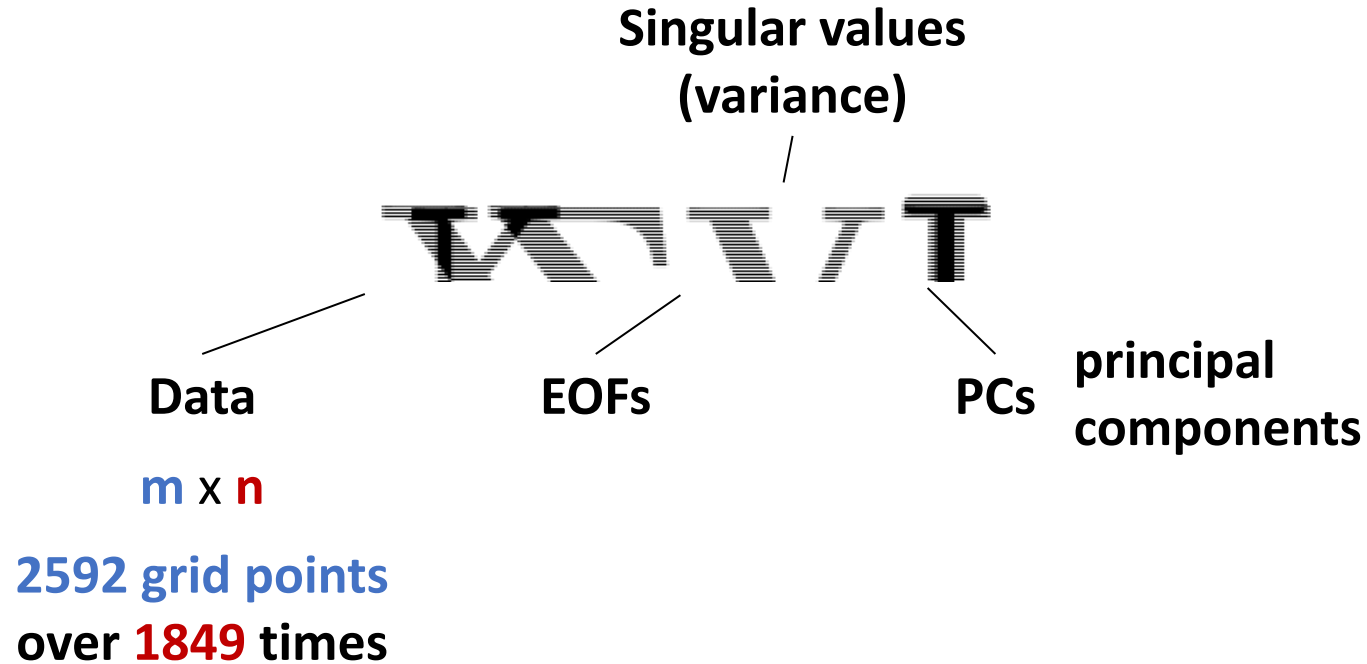 Singular values
(variance)
Data
EOFs
PCs
principal
components
m x n
2592 grid points
over 1849 times